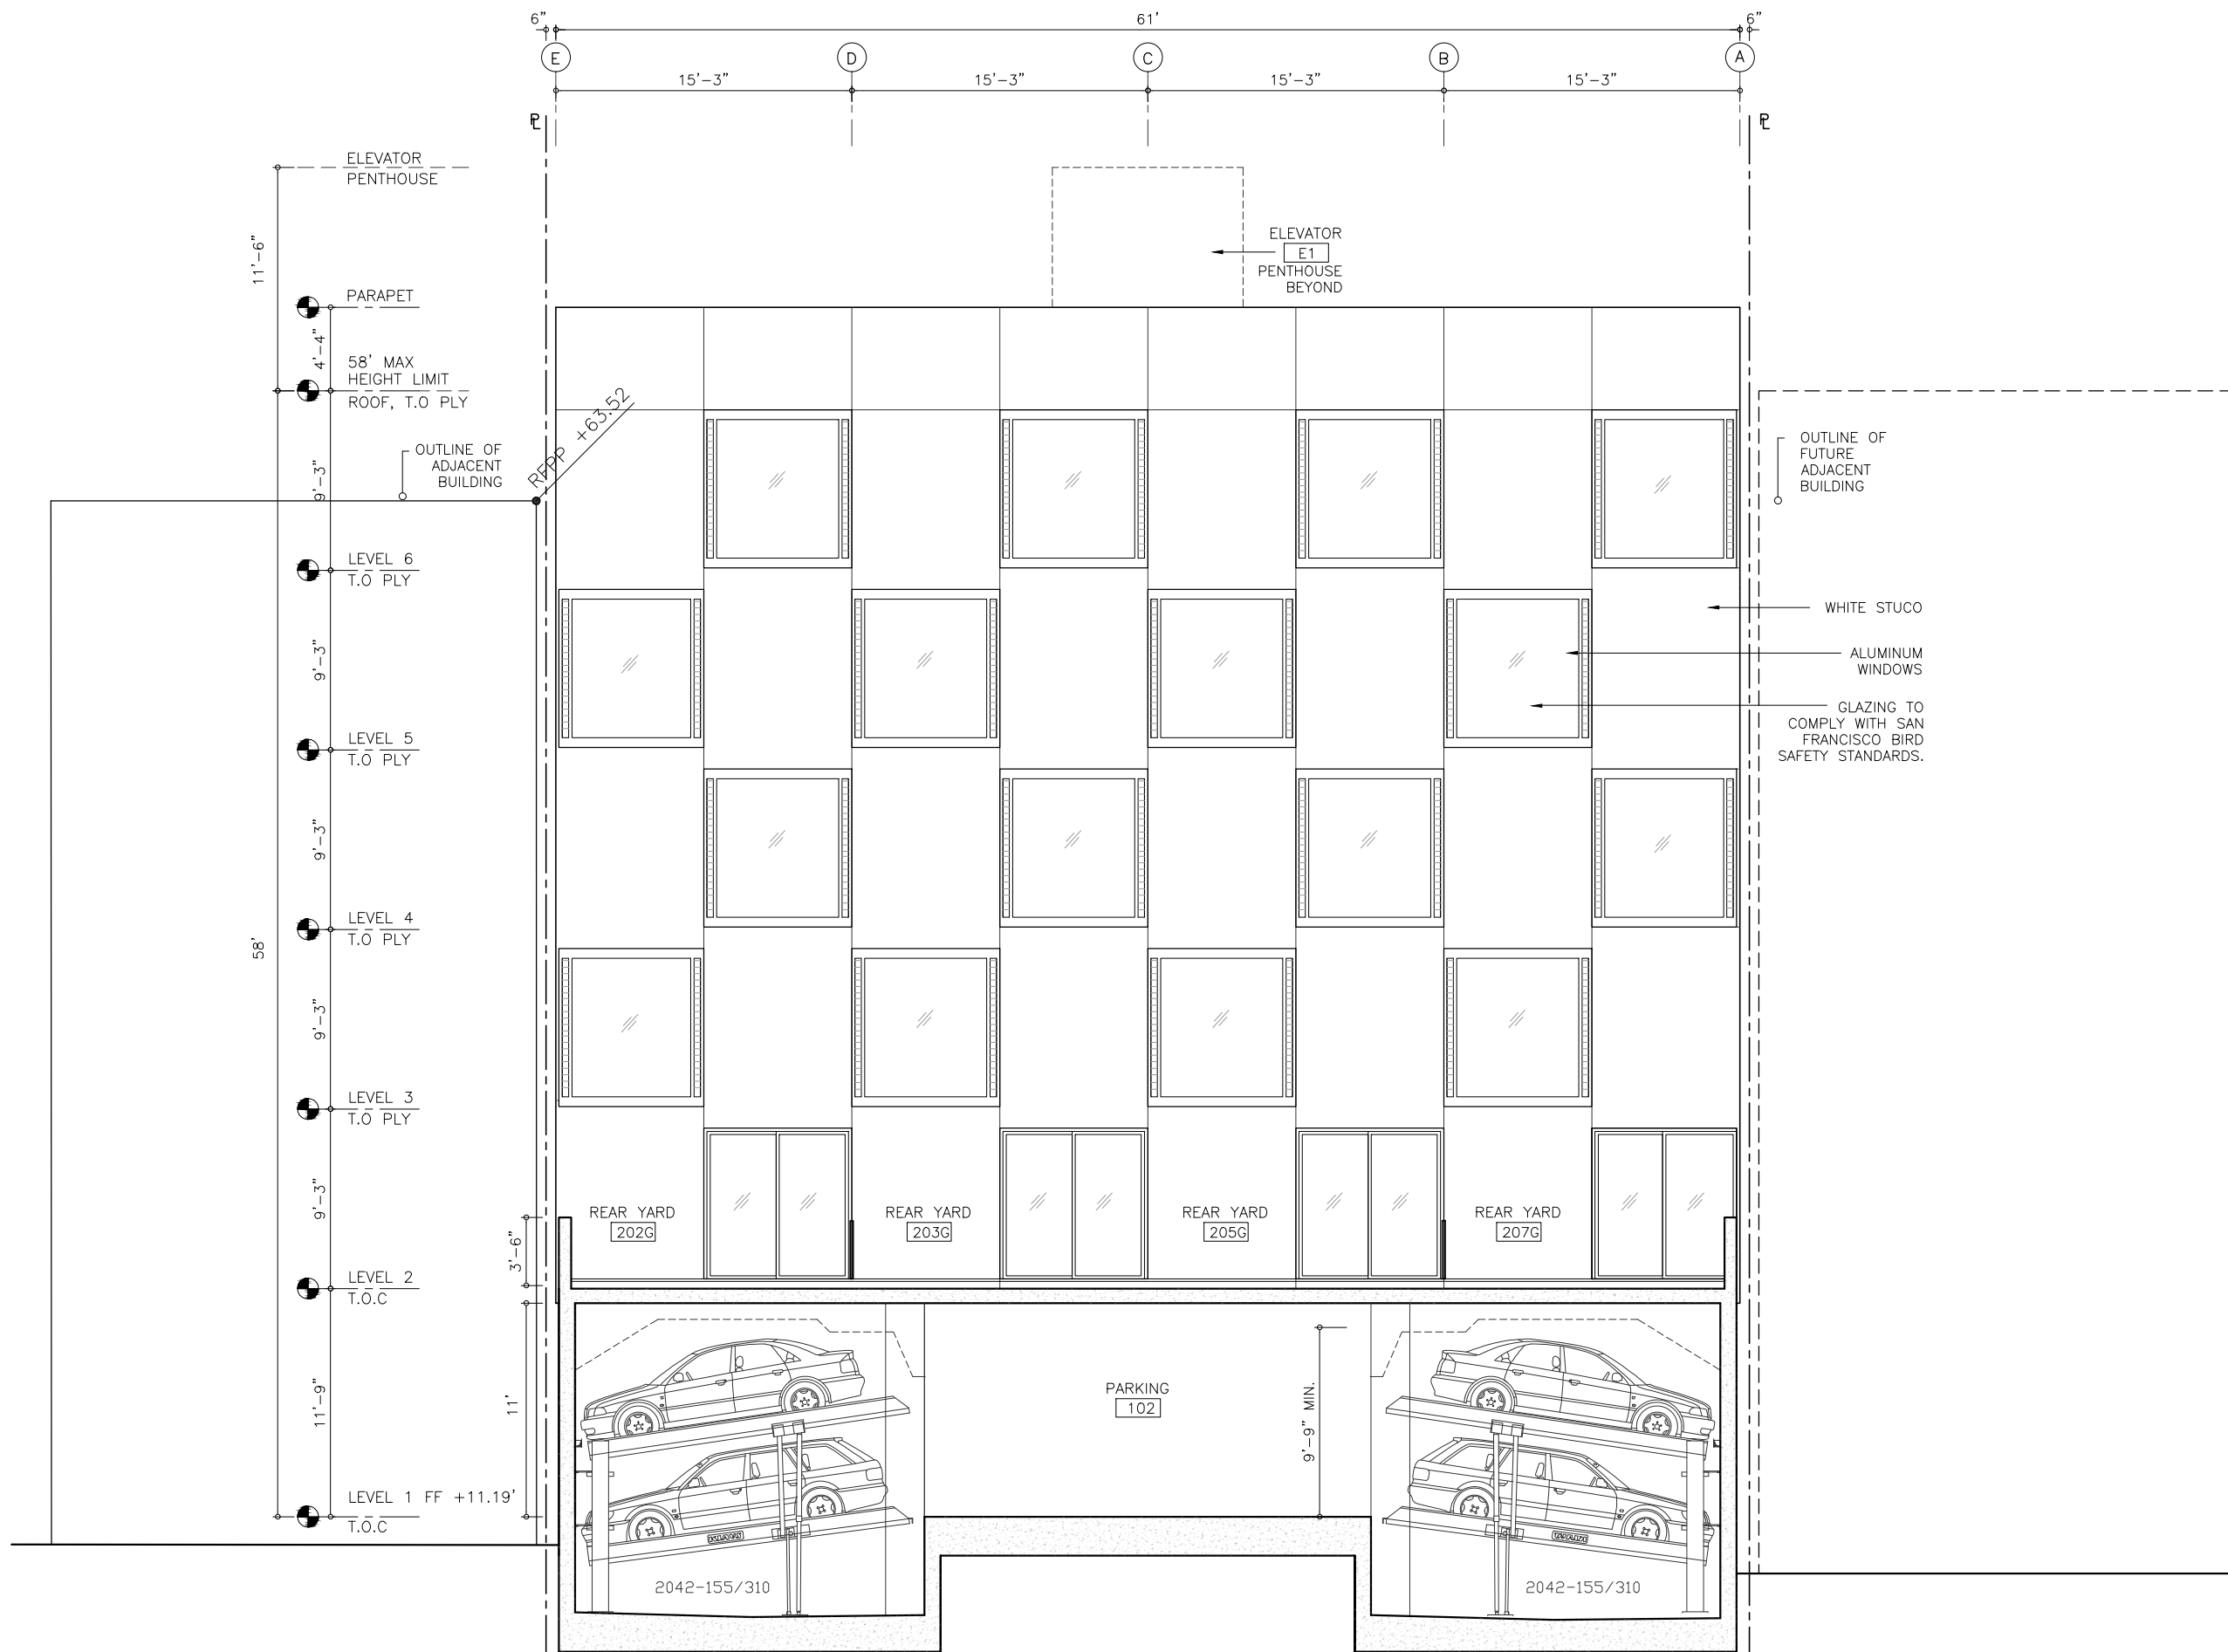 6"
61'
6"
E
D
C
B
A
15'-3"
15'-3"
15'-3"
15'-3"
PL
PL
ELEVATOR
PENTHOUSE
11'-6"
ELEVATOR
E1
PENTHOUSE
BEYOND
PARAPET
4'-4"
58' MAX
HEIGHT LIMIT
ROOF, T.O PLY
RFPP +63.52
OUTLINE OF
ADJACENT
BUILDING
9'-3"
OUTLINE OF
FUTURE
ADJACENT
BUILDING
LEVEL 6
T.O PLY
WHITE STUCO
9'-3"
ALUMINUM
WINDOWS
GLAZING TO
COMPLY WITH SAN
FRANCISCO BIRD
SAFETY STANDARDS.
LEVEL 5
T.O PLY
9'-3"
LEVEL 4
T.O PLY
58'
9'-3"
LEVEL 3
T.O PLY
9'-3"
REAR YARD
202G
REAR YARD
203G
REAR YARD
205G
REAR YARD
207G
3'-6"
LEVEL 2
T.O.C
11'-9"
11'
PARKING
102
9'-9" MIN.
LEVEL 1 FF +11.19'
T.O.C
2042-155/310
2042-155/310